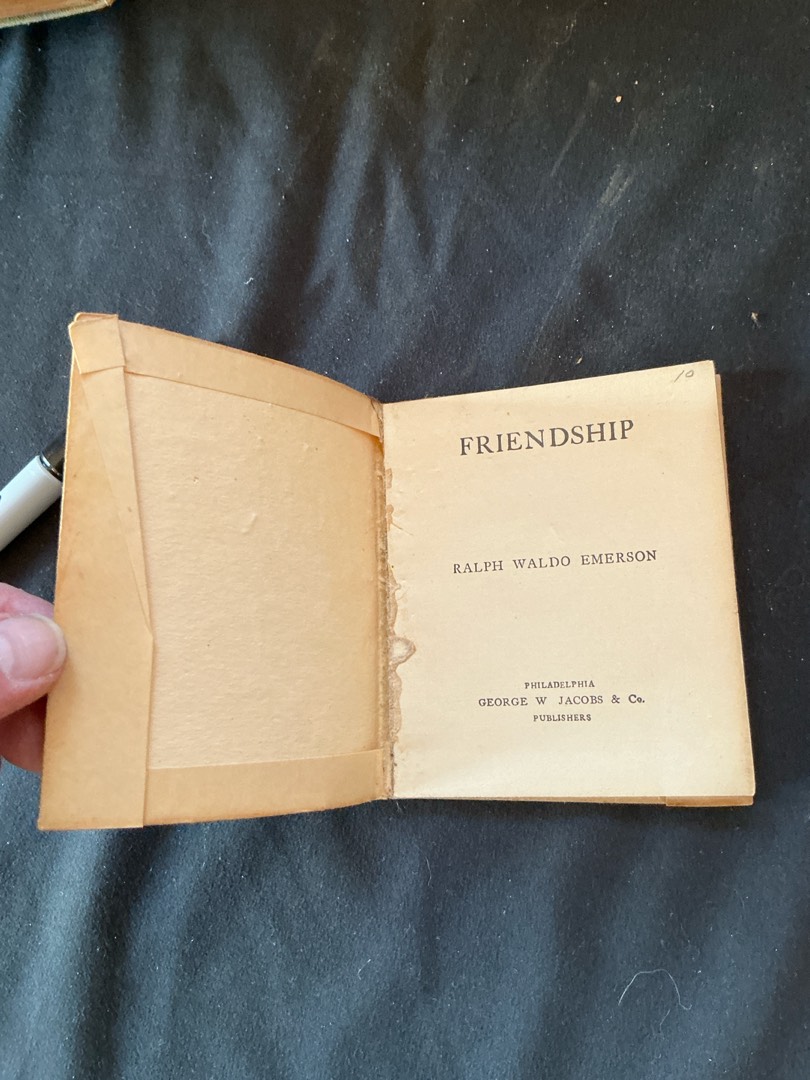 10
FRIENDSHIP
RALPH WALDO EMERSON
PHILADELPHIA
GEORGE W JACOBS & Co.
PUBLISHERS